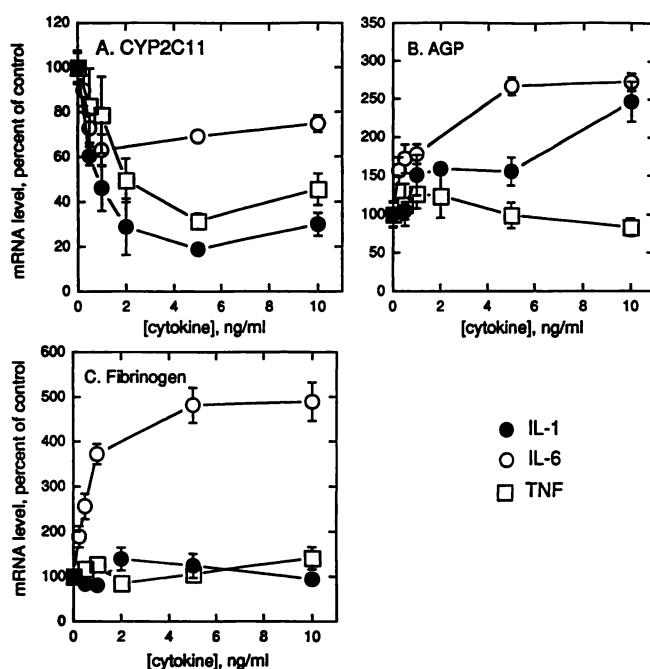 A. CYP2C11
mRNA level, percent of control
120
100
80
60
40
20
0
0 2 4 6 8 10
[cytokine], ng/ml
B. AGP
350
300
250
200
150
100
50
0
0 2 4 6 8 10
[cytokine], ng/ml
C. Fibrinogen
mRNA level, percent of control
600
500
400
300
200
100
0
0 2 4 6 8 10
[cytokine], ng/ml
IL-1
IL-6
TNF